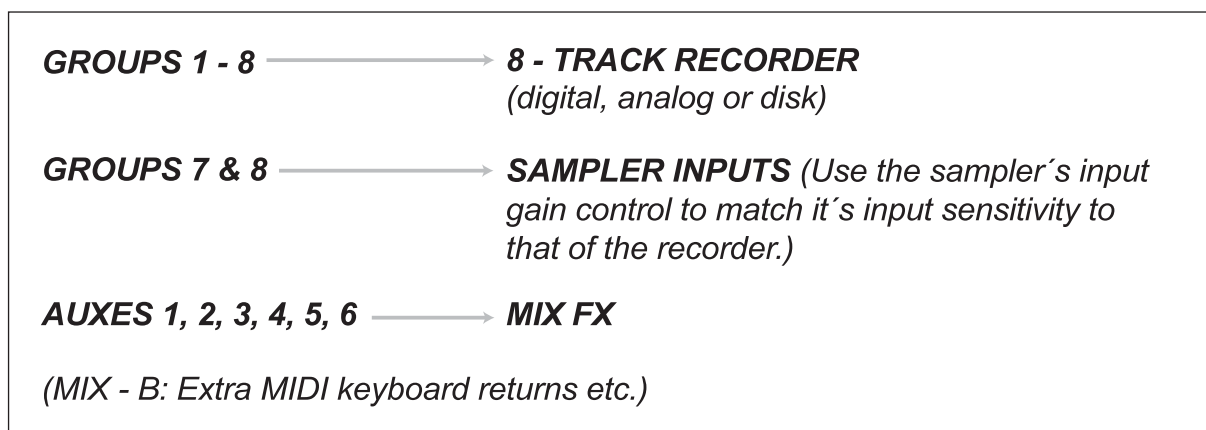 GROUPS 1 - 8 8 - TRACK RECORDER
(digital, analog or disk)
GROUPS 7 & 8 SAMPLER INPUTS (Use the sampler´s input
gain control to match it´s input sensitivity to
that of the recorder.)
AUXES 1, 2, 3, 4, 5, 6 MIX FX
(MIX - B: Extra MIDI keyboard returns etc.)